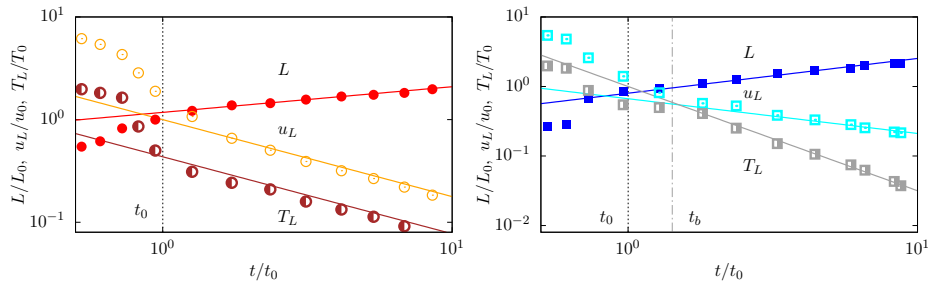 10^1
10^0
10^-1
L/L_0, u_L/u_0, T_L/T_0
L
u_L
T_L
t_0
10^0
10^1
t/t_0
10^1
10^0
10^-1
10^-2
L/L_0, u_L/u_0, T_L/T_0
L
u_L
T_L
t_0
t_b
10^0
10^1
t/t_0